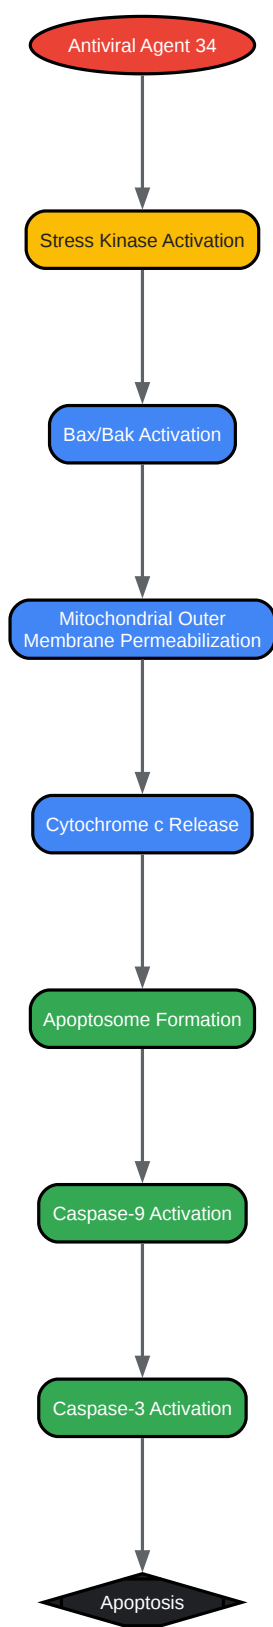 Antiviral Agent 34
Stress Kinase Activation
Bax/Bak Activation
Mitochondrial Outer
Membrane Permeabilization
Cytochrome c Release
Apoptosome Formation
Caspase-9 Activation
Caspase-3 Activation
Apoptosis